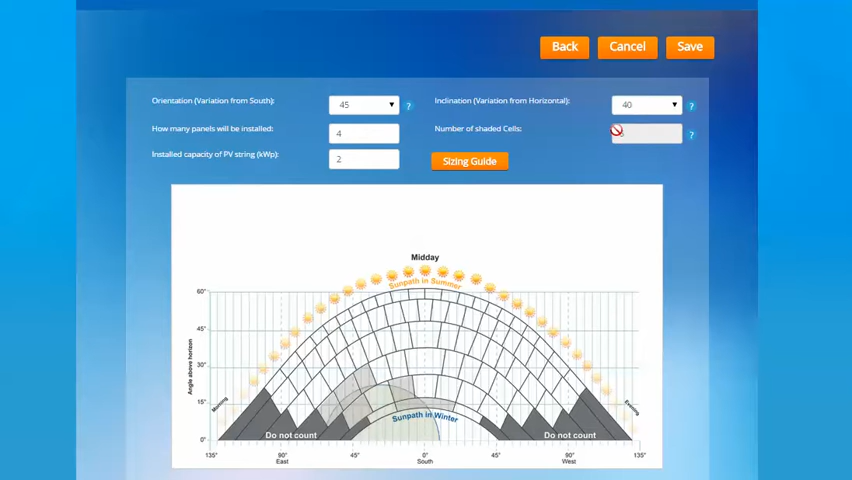 Back Cancel Save
Orientation (Variation from South): 45 ? Inclination (Variation from Horizontal): 40 ?
How many panels will be installed: 4 Number of shaded Cells: ?
Installed capacity of PV string (kWp): 2 Sizing Guide
Midday
Sunpath in Summer
60°
45°
30°
15°
0°
Angle above horizon
Morning
Evening
Sunpath in Winter
Do not count Do not count
135° 90° 45° 0° 45° 90° 135°
East South West